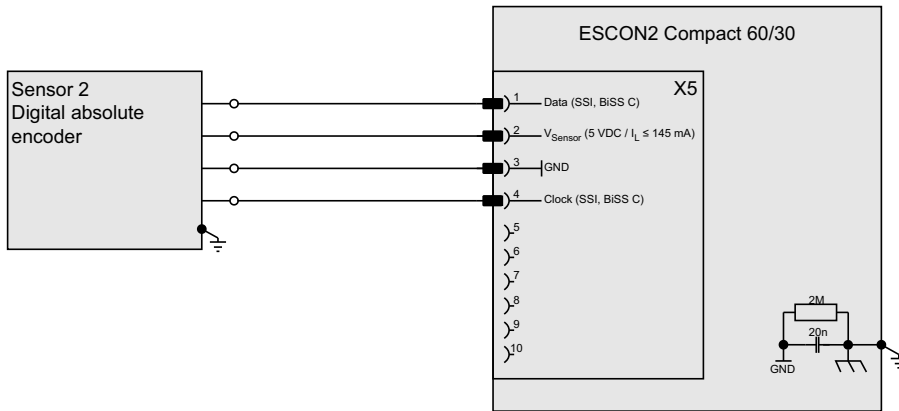 ESCON2 Compact 60/30
Sensor 2
Digital absolute
encoder
X5
1 Data (SSI, BiSS C)
2 VSensor (5 VDC / IL ≤ 145 mA)
3 GND
4 Clock (SSI, BiSS C)
5
6
7
8
9
10
2M
20n
GND